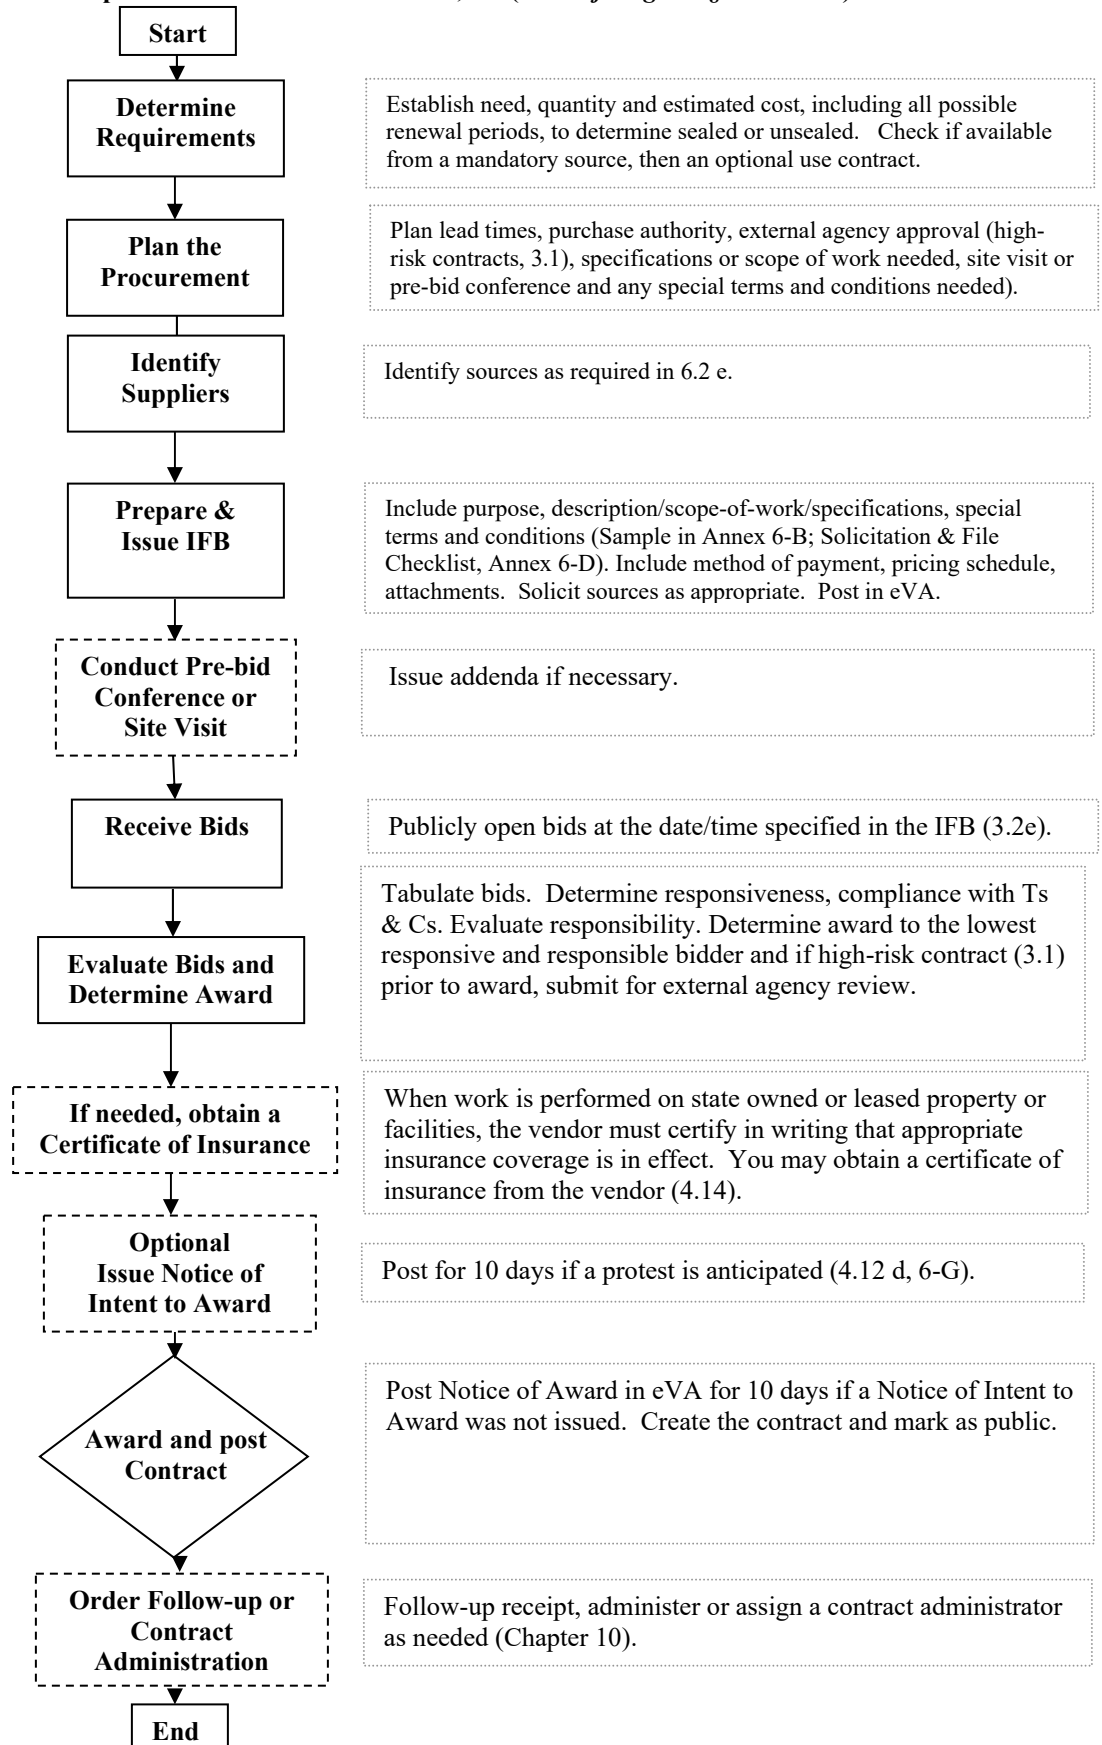 Start
Determine
Requirements
Establish need, quantity and estimated cost, including all possible
renewal periods, to determine sealed or unsealed.   Check if available
from a mandatory source, then an optional use contract.
Plan the
Procurement
Plan lead times, purchase authority, external agency approval (high-
risk contracts, 3.1), specifications or scope of work needed, site visit or
pre-bid conference and any special terms and conditions needed).
Identify
Suppliers
Identify sources as required in 6.2 e.
Prepare &
Issue IFB
Include purpose, description/scope-of-work/specifications, special
terms and conditions (Sample in Annex 6-B; Solicitation & File
Checklist, Annex 6-D). Include method of payment, pricing schedule,
attachments.  Solicit sources as appropriate.  Post in eVA.
Conduct Pre-bid
Conference or
Site Visit
Issue addenda if necessary.
Receive Bids
Publicly open bids at the date/time specified in the IFB (3.2e).
Evaluate Bids and
Determine Award
Tabulate bids.  Determine responsiveness, compliance with Ts
& Cs. Evaluate responsibility. Determine award to the lowest
responsive and responsible bidder and if high-risk contract (3.1)
prior to award, submit for external agency review.
If needed, obtain a
Certificate of Insurance
When work is performed on state owned or leased property or
facilities, the vendor must certify in writing that appropriate
insurance coverage is in effect.  You may obtain a certificate of
insurance from the vendor (4.14).
Optional
Issue Notice of
Intent to Award
Post for 10 days if a protest is anticipated (4.12 d, 6-G).
Award and post
Contract
Post Notice of Award in eVA for 10 days if a Notice of Intent to
Award was not issued.  Create the contract and mark as public.
Order Follow-up or
Contract
Administration
Follow-up receipt, administer or assign a contract administrator
as needed (Chapter 10).
End